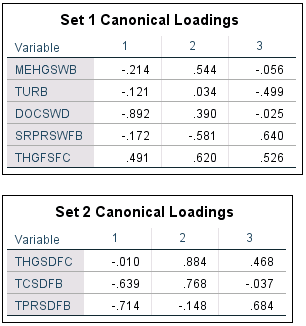 Set 1 Canonical Loadings
Variable 1 2 3
MEHGSWB -.214 .544 -.056
TURB -.121 .034 -.499
DOCSWD -.892 .390 -.025
SRPRSWFB -.172 -.581 .640
THGFSFC .491 .620 .526
Set 2 Canonical Loadings
Variable 1 2 3
THGSDFC -.010 .884 .468
TCSDFB -.639 .768 -.037
TPRSDFB -.714 -.148 .684